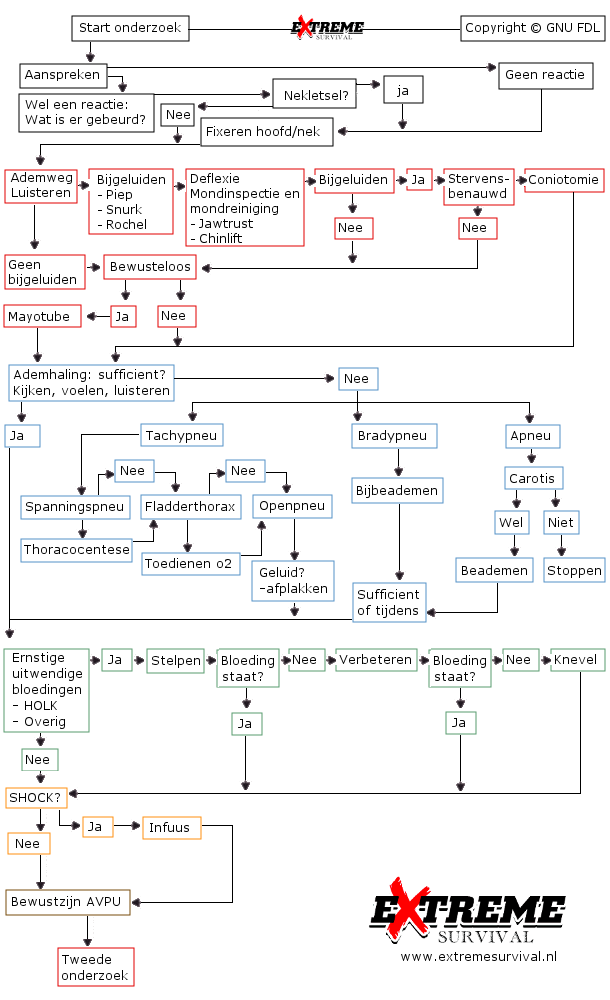 Start onderzoek
EXTREME
SURVIVAL
Copyright © GNU FDL
Aanspreken
Geen reactie
Wel een reactie:
Wat is er gebeurd?
Nekletsel?
ja
Nee
Fixeren hoofd/nek
Ademweg
Luisteren
Bijgeluiden
- Piep
- Snurk
- Rochel
Deflexie
Mondinspectie en
mondreiniging
- Jawtrust
- Chinlift
Bijgeluiden
Ja
Stervens-
benauwd
Coniotomie
Nee
Nee
Geen
bijgeluiden
Bewusteloos
Mayotube
Ja
Nee
Ademhaling: sufficient?
Kijken, voelen, luisteren
Nee
Ja
Tachypneu
Bradypneu
Apneu
Nee
Nee
Carotis
Spanningspneu
Fladderthorax
Openpneu
Bijbeademen
Wel
Niet
Thoracocentese
Toedienen o2
Geluid?
-afplakken
Beademen
Stoppen
Sufficient
of tijdens
Ernstige
uitwendige
bloedingen
- HOLK
- Overig
Ja
Stelpen
Bloeding
staat?
Nee
Verbeteren
Bloeding
staat?
Nee
Knevel
Ja
Ja
Nee
SHOCK?
Ja
Infuus
Nee
Bewustzijn AVPU
Tweede
onderzoek
EXTREME
SURVIVAL
www.extremesurvival.nl